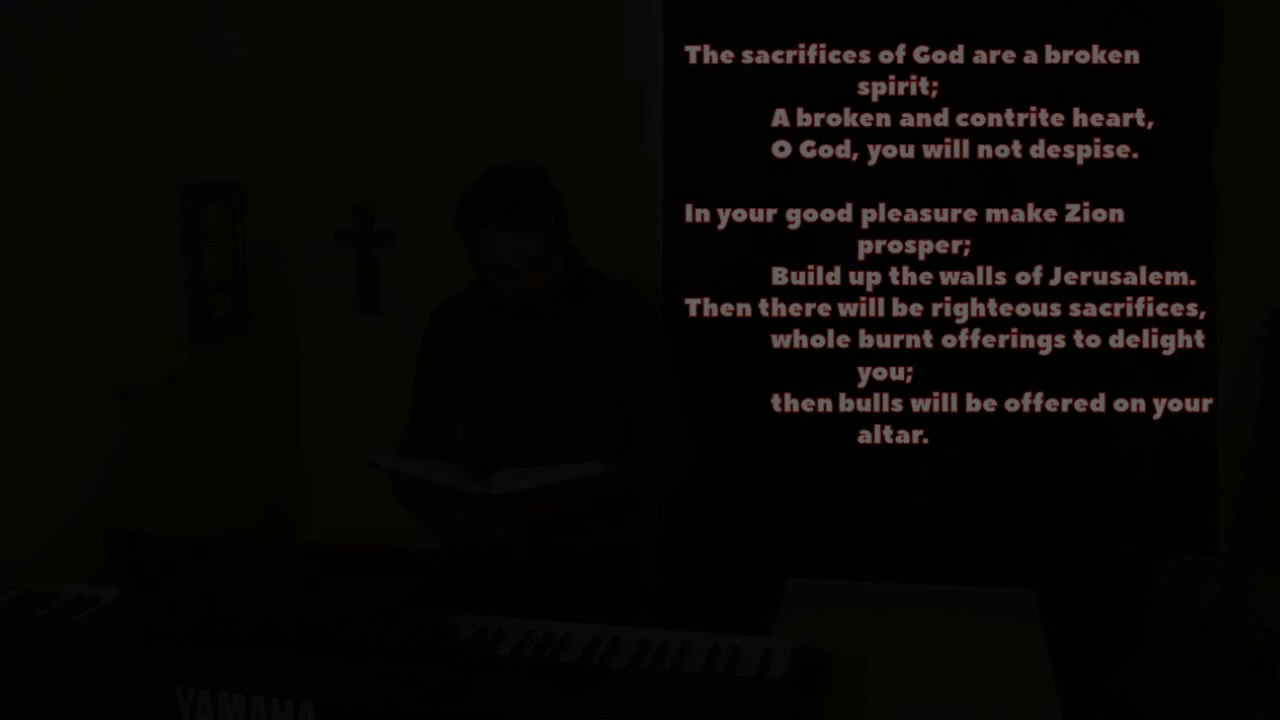 The sacrifices of God are a broken
spirit;
A broken and contrite heart,
O God, you will not despise.
In your good pleasure make Zion
prosper;
Build up the walls of Jerusalem.
Then there will be righteous sacrifices,
whole burnt offerings to delight
you;
then bulls will be offered on your
altar.
YAMAHA